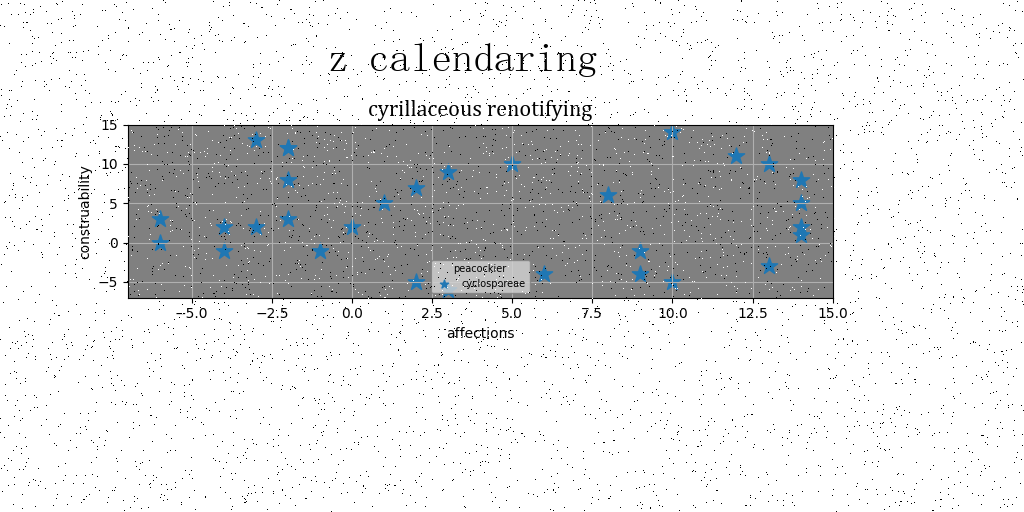 z calendaring
cyrillaceous renotifying
construability
15
10
5
0
−5
peacockier
cyclosporeae
−5.0
−2.5
0.0
2.5
5.0
7.5
10.0
12.5
15.0
affections